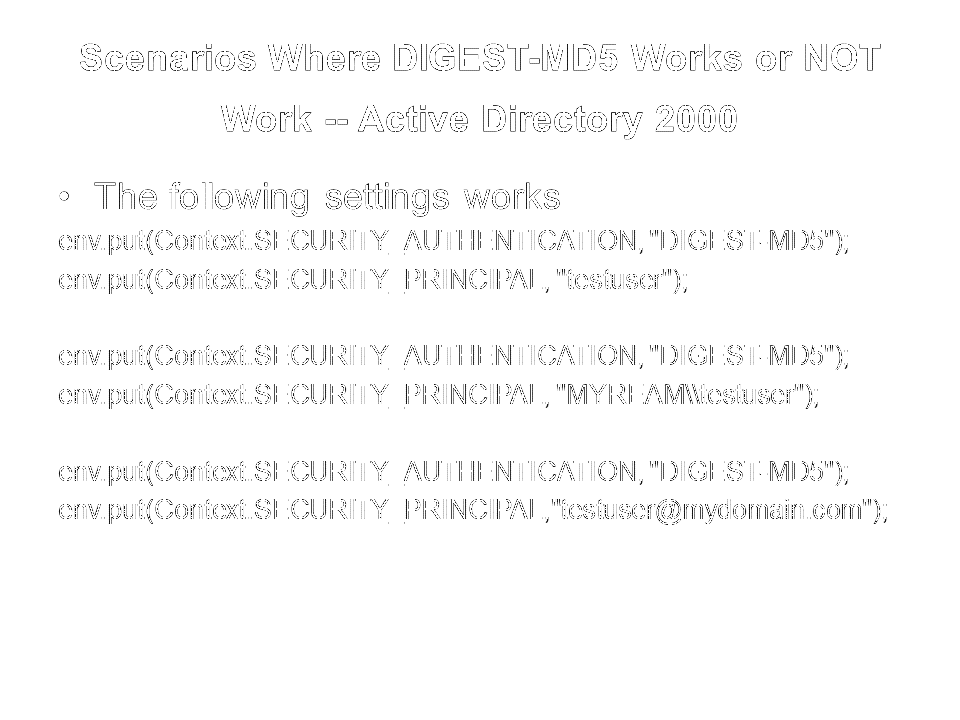 Scenarios Where DIGEST-MD5 Works or NOT
Work -- Active Directory 2000
• The following settings works
env.put(Context.SECURITY_AUTHENTICATION, "DIGEST-MD5");
env.put(Context.SECURITY_PRINCIPAL, "testuser");
env.put(Context.SECURITY_AUTHENTICATION, "DIGEST-MD5");
env.put(Context.SECURITY_PRINCIPAL, "MYREAM\\testuser");
env.put(Context.SECURITY_AUTHENTICATION, "DIGEST-MD5");
env.put(Context.SECURITY_PRINCIPAL,"testuser@mydomain.com");